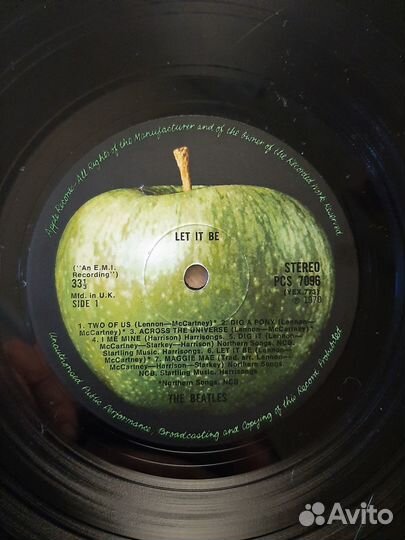 Apple Records · All Rights of the Manufacturer and of the Owner of the Recorded Work Reserved
LET IT BE
("An E.M.I.
Recording")
33⅓
Mfd. in U.K.
SIDE 1
STEREO
PCS 7096
(YEX.773)
℗ 1970
1. TWO OF US (Lennon—McCartney)* 2. DIG A PONY (Lennon—
McCartney)* 3. ACROSS THE UNIVERSE (Lennon—McCartney)*
4. I ME MINE (Harrison) Harrisongs. 5. DIG IT (Lennon—
McCartney—Starkey—Harrison) Northern Songs. NCB.
Startling Music. Harrisongs. 6. LET IT BE (Lennon—
McCartney)* 7. MAGGIE MAE (Trad. arr. Lennon—
McCartney—Harrison—Starkey) Northern Songs.
NCB. Startling Music. Harrisongs.
*Northern Songs. NCB
THE BEATLES
Unauthorised Public Performance, Broadcasting and Copying of this Record Prohibited
Avito